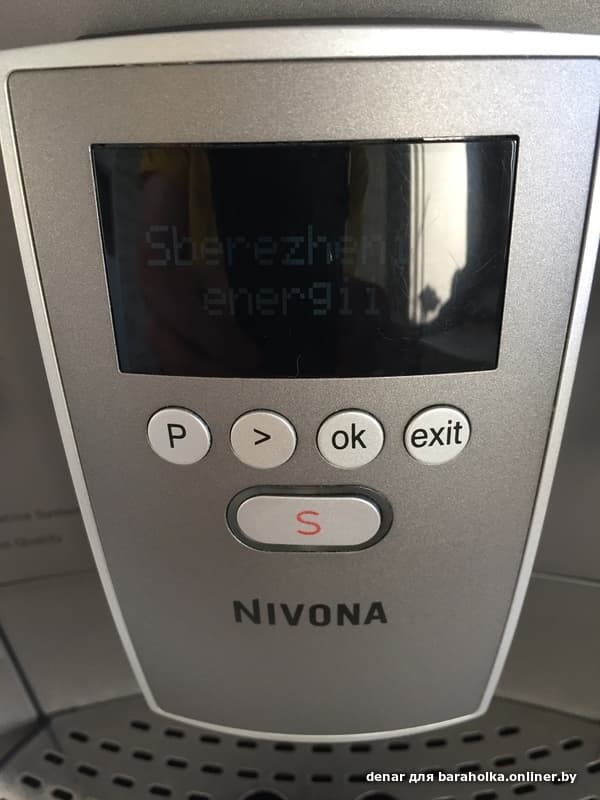 Sberezheni
energii
P > ok exit
S
NIVONA
denar для baraholka.onliner.by